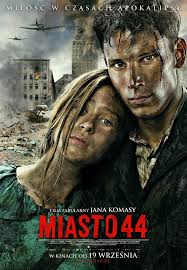 MIŁOŚĆ W CZASACH APOKALIPSY
FILM FABULARNY JANA KOMASY
MIASTO 44
W KINACH OD 19 WRZEŚNIA